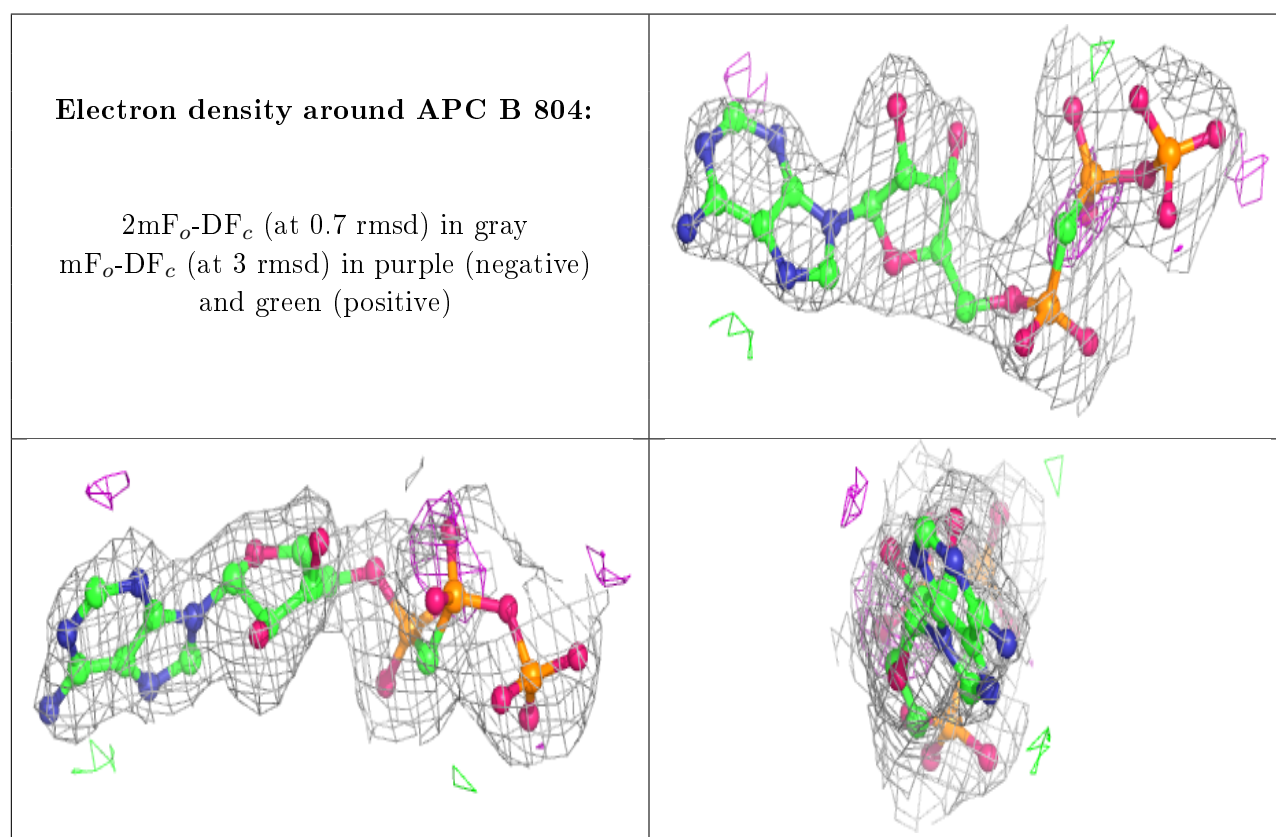 Electron density around APC B 804:
2mFₒ-DF𝒸 (at 0.7 rmsd) in gray
mFₒ-DF𝒸 (at 3 rmsd) in purple (negative)
and green (positive)